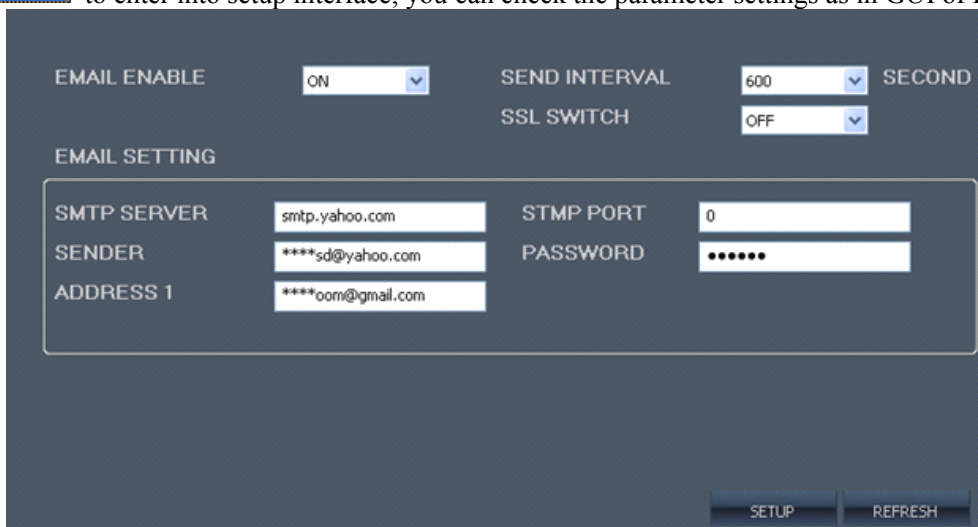 to enter into setup interface, you can check the parameter settings as in GUI of
EMAIL ENABLE ON SEND INTERVAL 600 SECOND
SSL SWITCH OFF
EMAIL SETTING
SMTP SERVER smtp.yahoo.com STMP PORT 0
SENDER ****sd@yahoo.com PASSWORD ●●●●●●
ADDRESS 1 ****oom@gmail.com
SETUP REFRESH